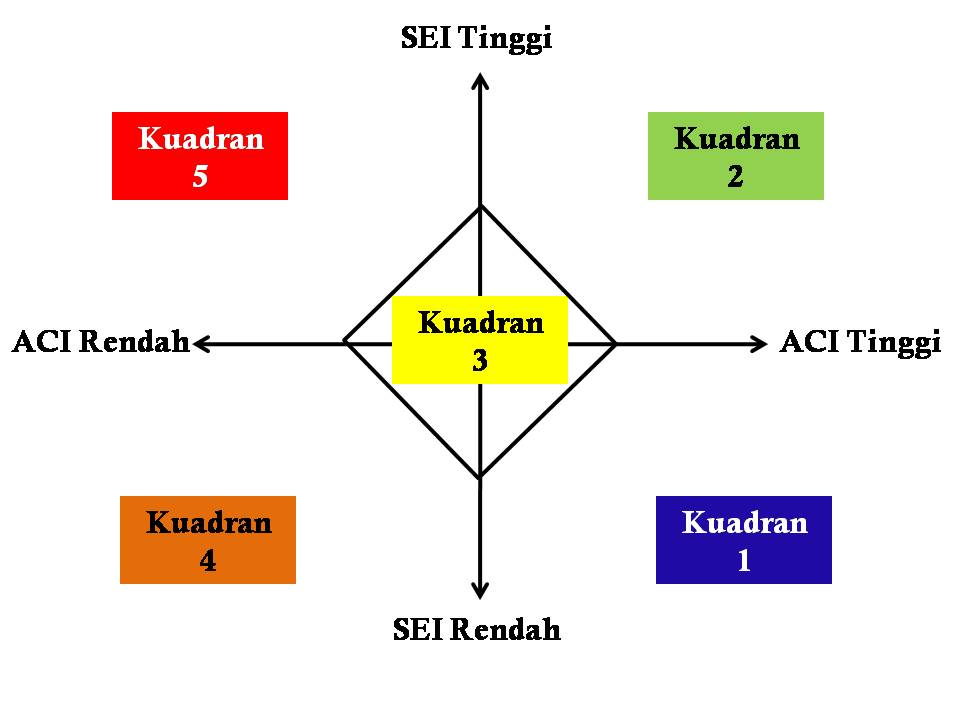 SEI Tinggi
Kuadran
5
Kuadran
2
ACI Rendah
Kuadran
3
ACI Tinggi
Kuadran
4
Kuadran
1
SEI Rendah